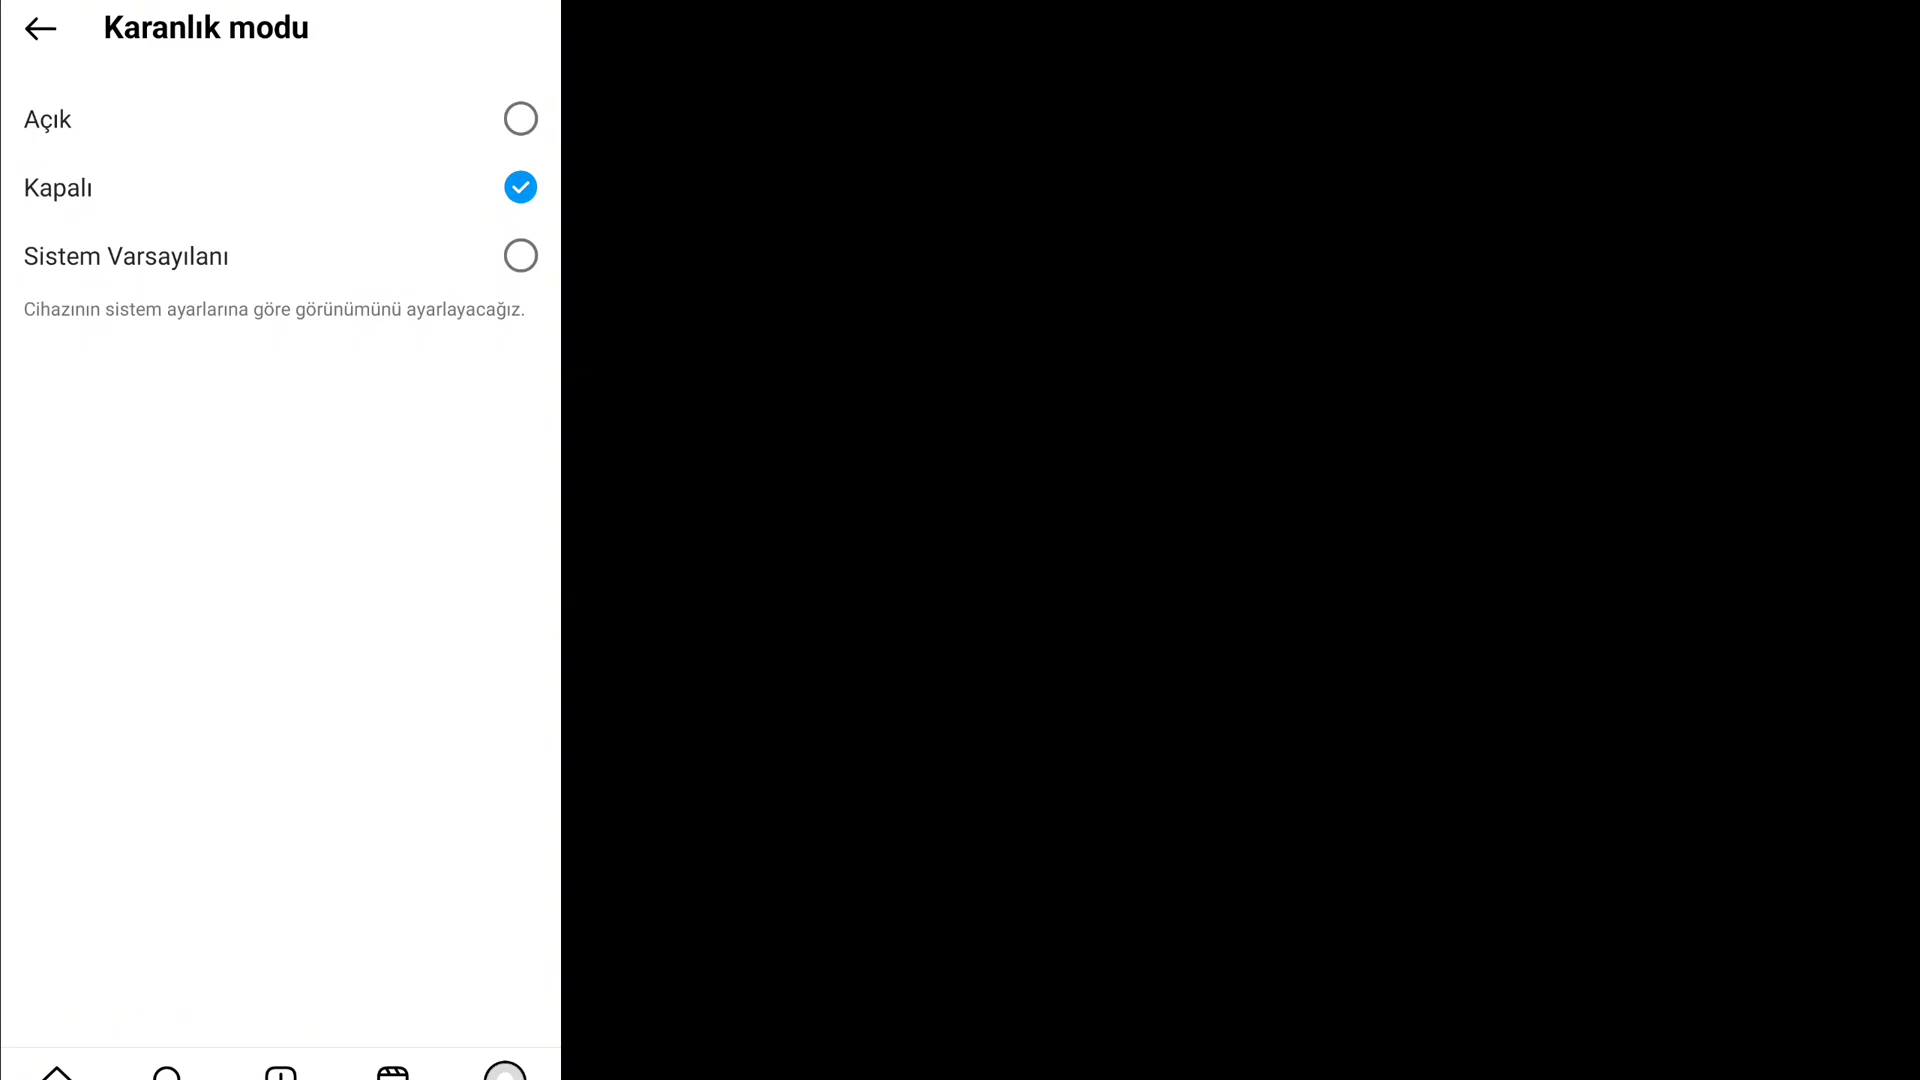 Karanlık modu
Açık
Kapalı
Sistem Varsayılanı
Cihazının sistem ayarlarına göre görünümünü ayarlayacağız.